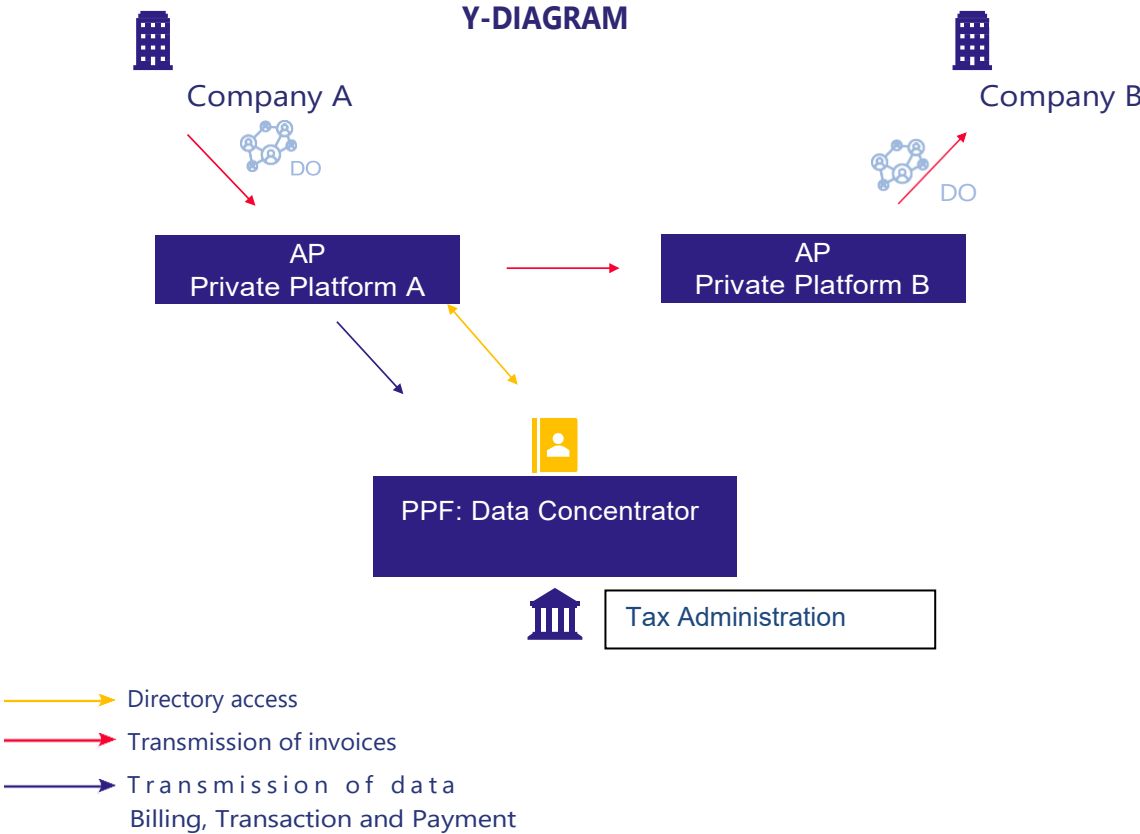 Y-DIAGRAM
Company A
Company B
DO
DO
AP
Private Platform A
AP
Private Platform B
PPF: Data Concentrator
Tax Administration
Directory access
Transmission of invoices
Transmission of data
Billing, Transaction and Payment